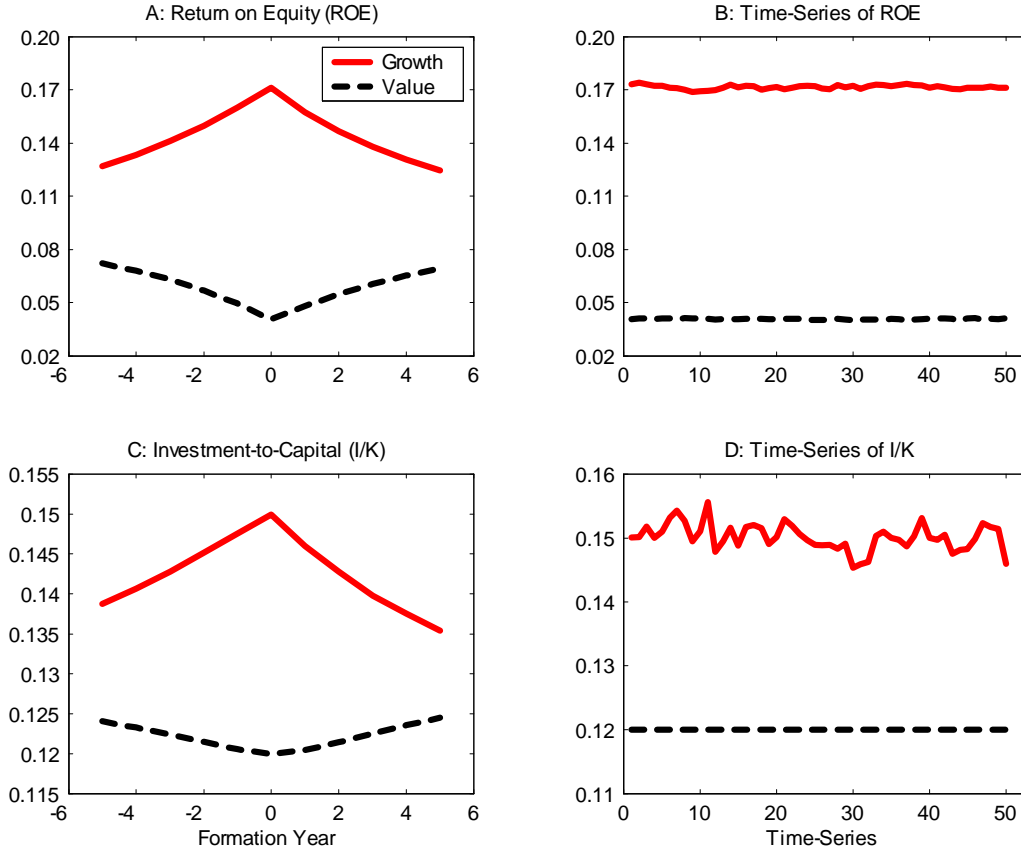 A: Return on Equity (ROE)
0.20
0.17
0.14
0.11
0.08
0.05
0.02
-6 -4 -2 0 2 4 6
Growth
Value
B: Time-Series of ROE
0.20
0.17
0.14
0.11
0.08
0.05
0.02
0 10 20 30 40 50
C: Investment-to-Capital (I/K)
0.155
0.15
0.145
0.14
0.135
0.13
0.125
0.12
0.115
-6 -4 -2 0 2 4 6
Formation Year
D: Time-Series of I/K
0.16
0.15
0.14
0.13
0.12
0.11
0 10 20 30 40 50
Time-Series